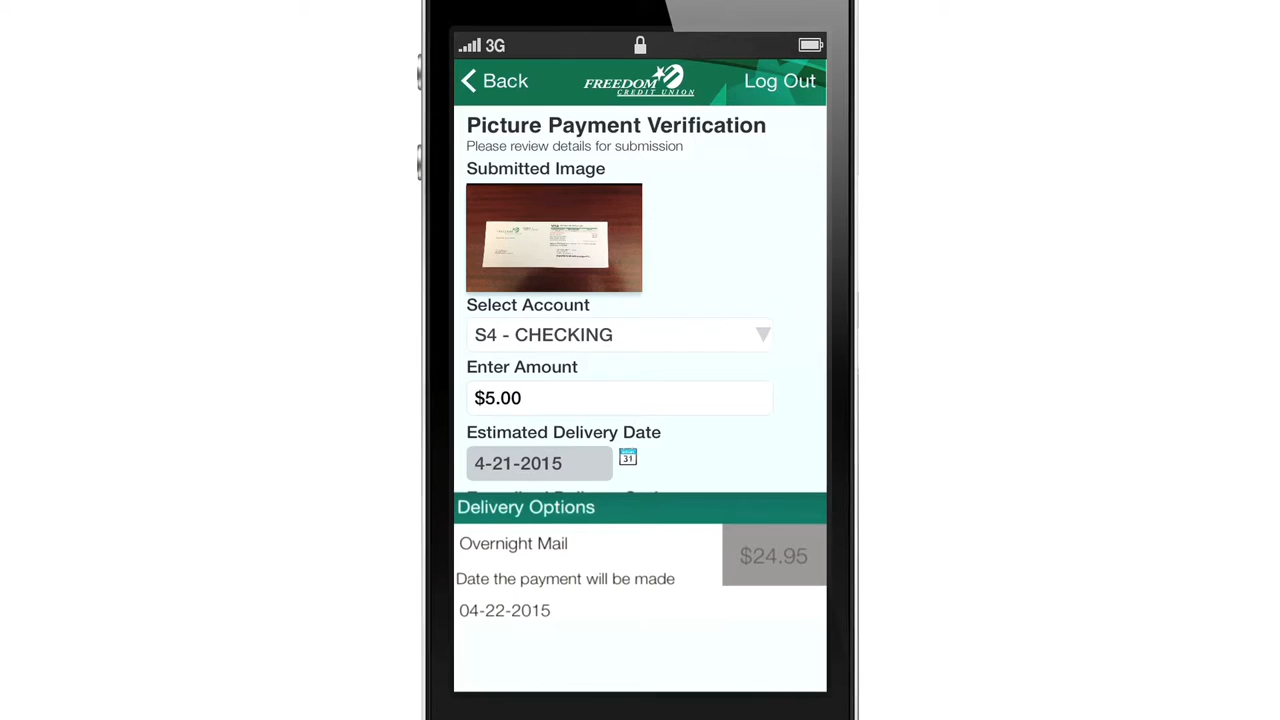 3G
Back
FREEDOM
CREDIT UNION
Log Out
Picture Payment Verification
Please review details for submission
Submitted Image
FREEDOM
Select Account
S4 - CHECKING
Enter Amount
$5.00
Estimated Delivery Date
4-21-2015
31
Delivery Options
Overnight Mail
$24.95
Date the payment will be made
04-22-2015